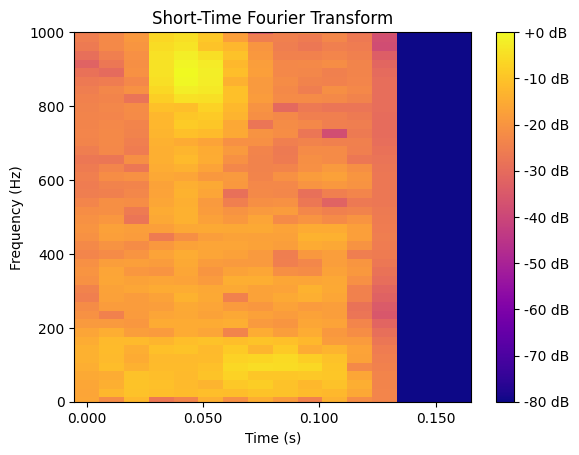 Short-Time Fourier Transform
1000
800
600
400
200
0
Frequency (Hz)
0.000
0.050
0.100
0.150
Time (s)
+0 dB
-10 dB
-20 dB
-30 dB
-40 dB
-50 dB
-60 dB
-70 dB
-80 dB